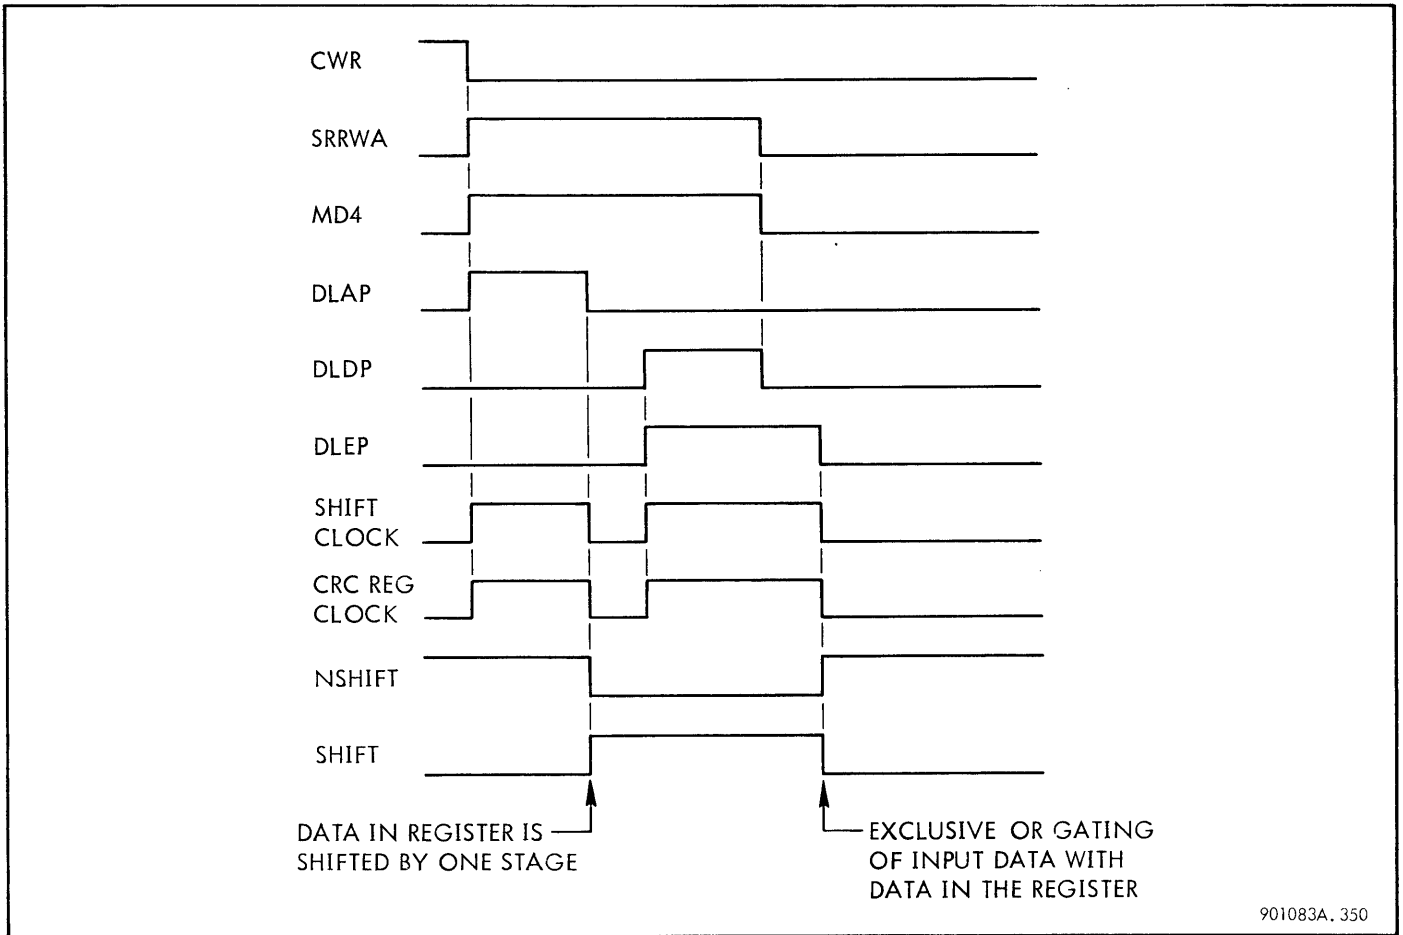 CWR
SRRWA
MD4
DLAP
DLDP
DLEP
SHIFT
CLOCK
CRC REG
CLOCK
NSHIFT
SHIFT
DATA IN REGISTER IS
SHIFTED BY ONE STAGE
EXCLUSIVE OR GATING
OF INPUT DATA WITH
DATA IN THE REGISTER
901083A. 350